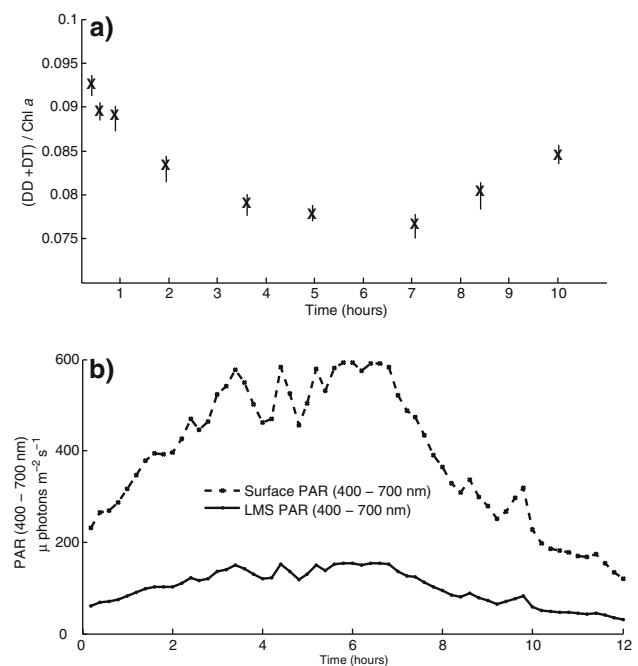 a)
0.1
0.095
0.09
0.085
0.08
0.075
(DD +DT) / Chl a
1 2 3 4 5 6 7 8 9 10
Time (hours)
b)
600
400
200
0
PAR (400 – 700 nm)
μ photons m⁻² s⁻¹
Surface PAR (400 – 700 nm)
LMS PAR (400 – 700 nm)
0 2 4 6 8 10 12
Time (hours)